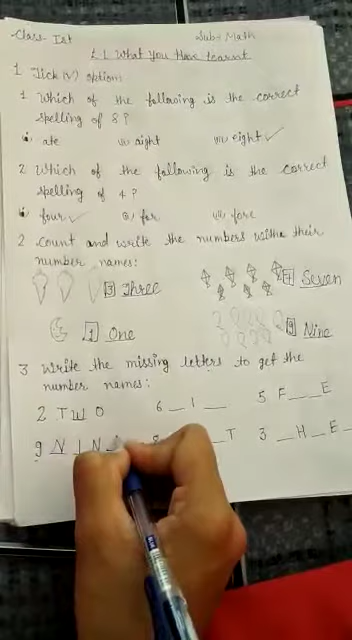 Class- Ist Sub:- Math
L 1. What You Have Learnt
1 Tick (✓) option:
1 Which of the following is the correct
spelling of 8?
i. ate ii) aight iii) eight ✓
2 Which of the following is the correct
spelling of 4?
i. four ✓ ii) for iii) fore
2 Count and write the numbers with their
number names:
3 Three 7 Seven
1 One 9 Nine
3 Write the missing letters to get the
number names:
2 T W O 6 _ I _ 5 F _ _ E
9 N I N 8 _ T 3 _ H _ E _